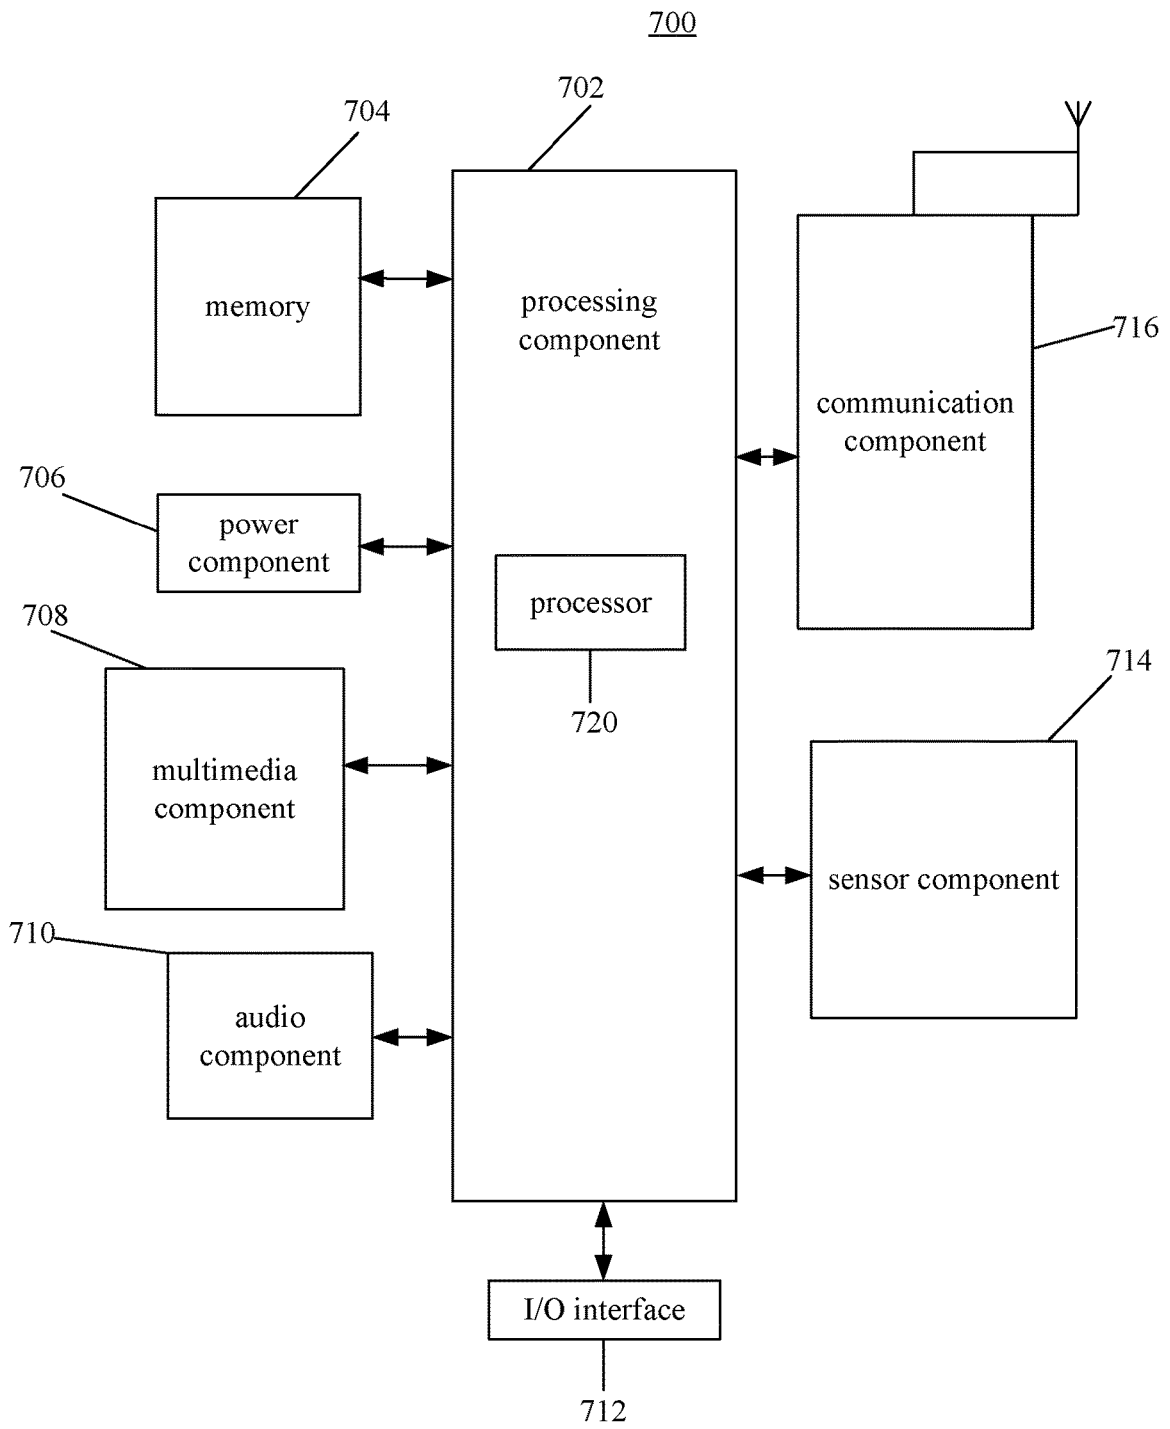 700
702
704
memory
processing
component
716
communication
component
706
power
component
processor
720
708
multimedia
component
714
sensor component
710
audio
component
I/O interface
712